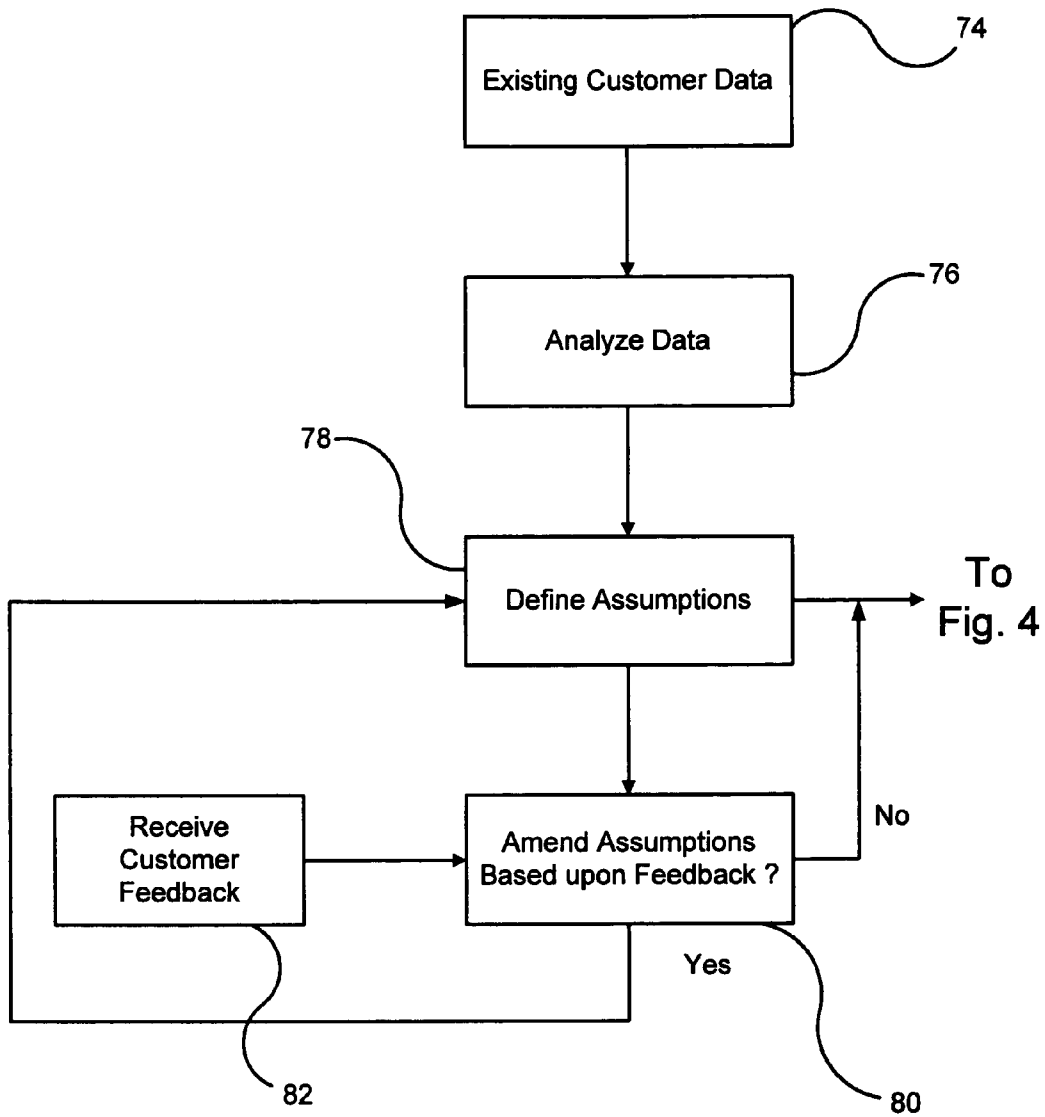 74
Existing Customer Data
76
Analyze Data
78
Define Assumptions
To
Fig. 4
Receive
Customer
Feedback
Amend Assumptions
Based upon Feedback ?
No
Yes
82
80